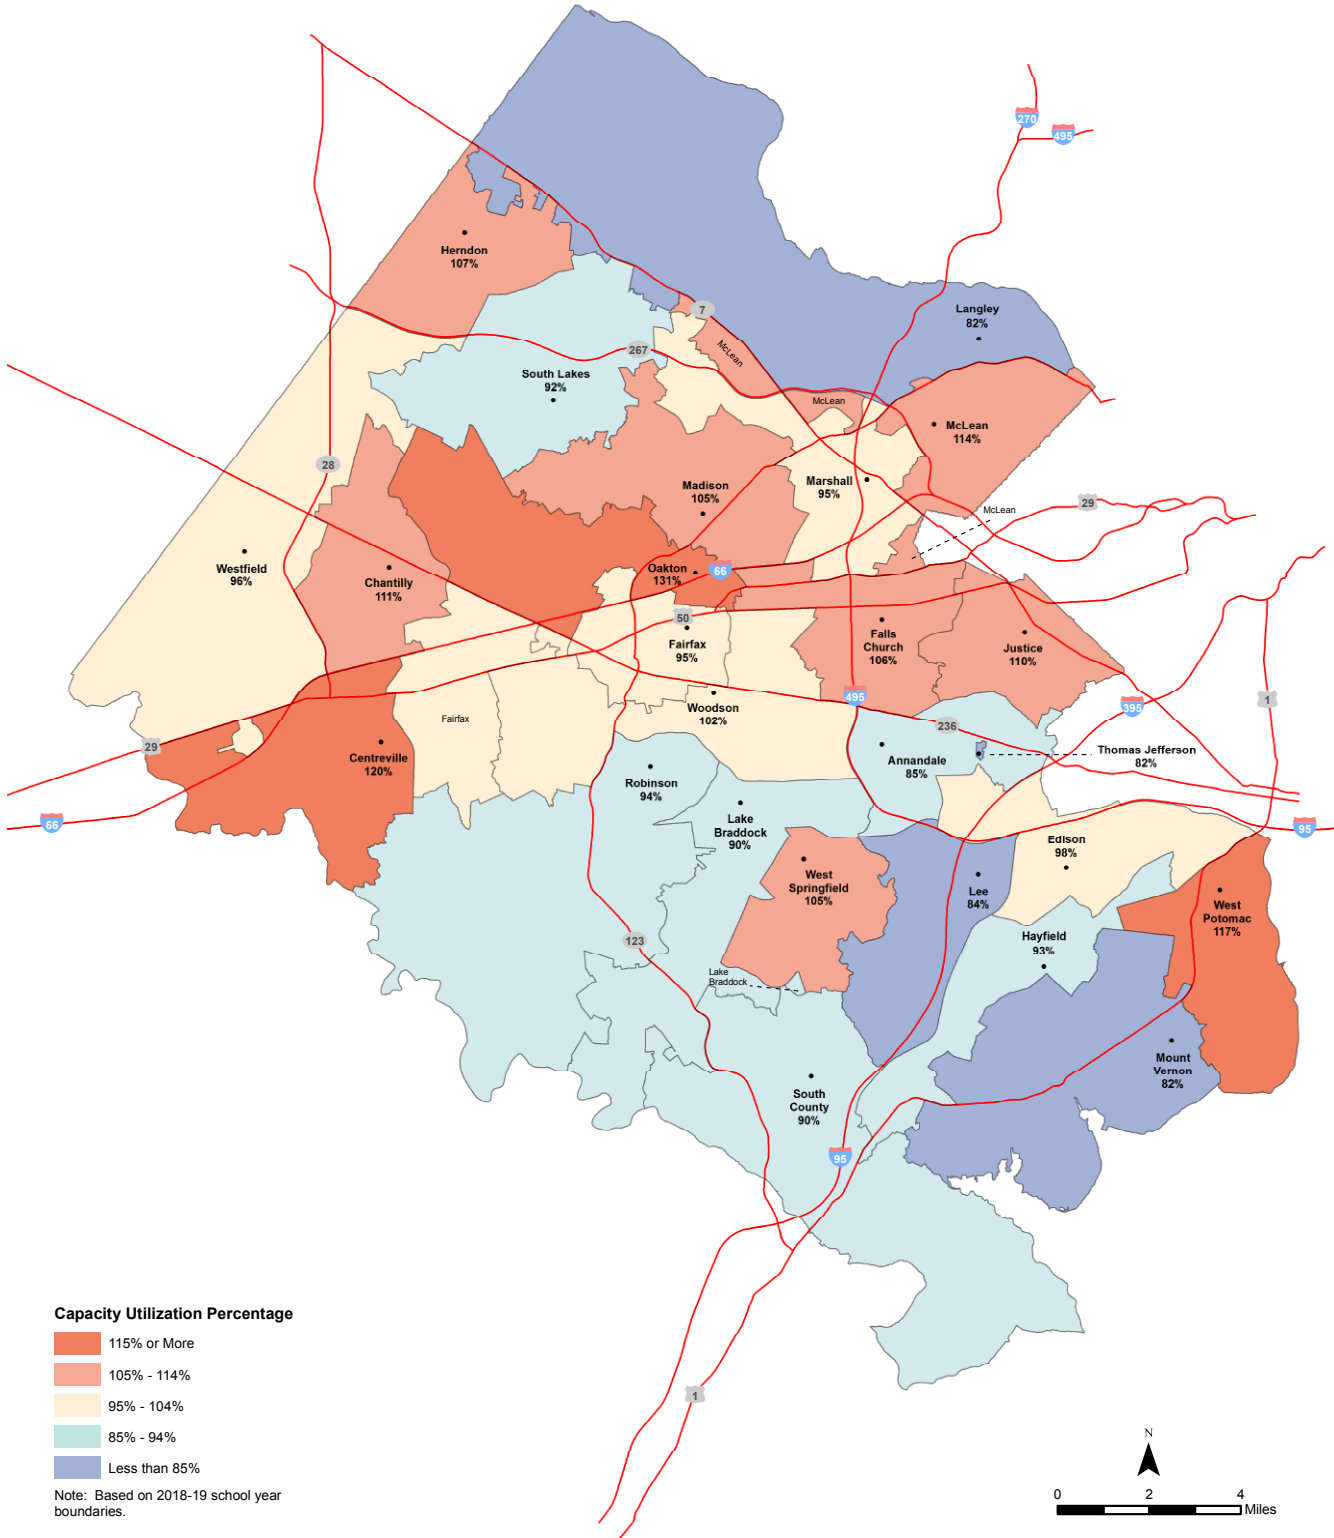 270
495
Herndon
107%
Langley
82%
7
McLean
267
South Lakes
92%
McLean
McLean
114%
28
Madison
105%
Marshall
95%
29
McLean
Westfield
96%
Chantilly
111%
Oakton
131%
66
50
Fairfax
95%
Falls
Church
106%
Justice
110%
495
1
395
Woodson
102%
Fairfax
236
29
Centreville
120%
Annandale
85%
Thomas Jefferson
82%
Robinson
94%
66
Lake
Braddock
90%
95
Edison
98%
West
Springfield
105%
Lee
84%
West
Potomac
117%
123
Hayfield
93%
Lake
Braddock
Mount
Vernon
82%
South
County
90%
95
Capacity Utilization Percentage
115% or More
105% - 114%
95% - 104%
85% - 94%
Less than 85%
Note: Based on 2018-19 school year
boundaries.
1
N
0 2 4
Miles